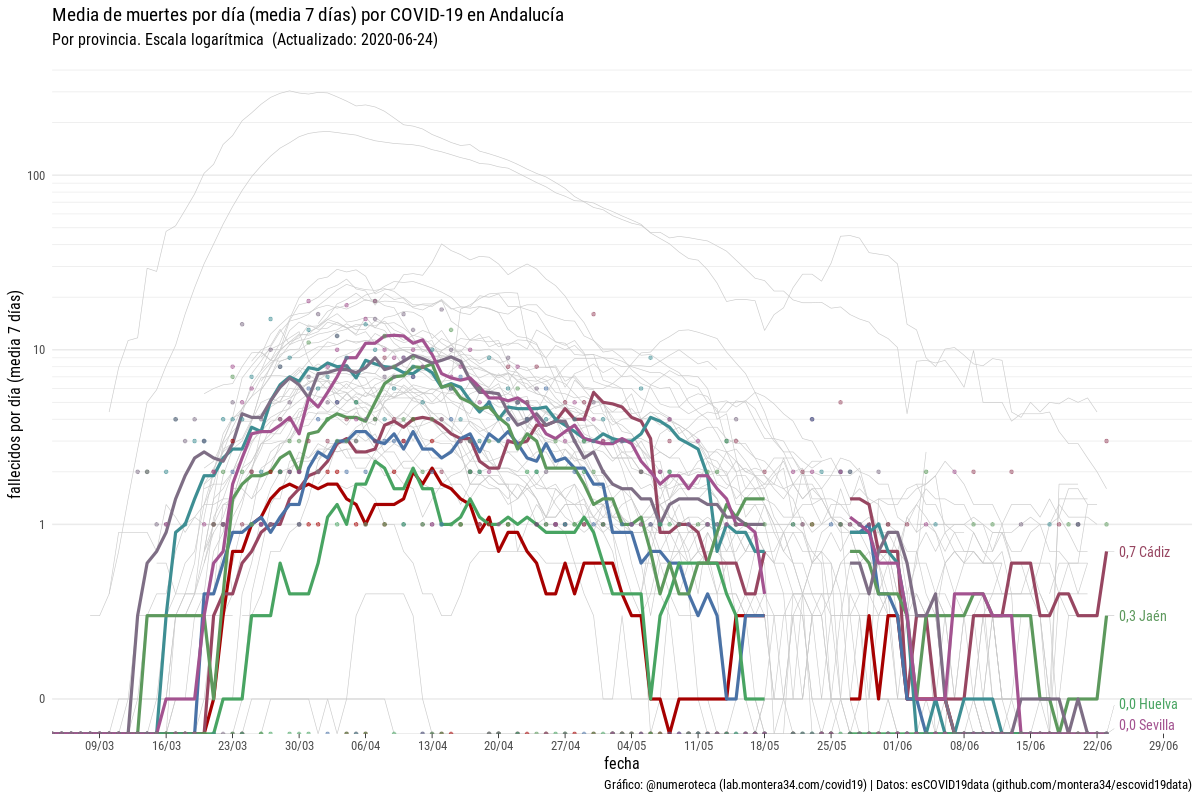 Media de muertes por día (media 7 días) por COVID-19 en Andalucía
Por provincia. Escala logarítmica (Actualizado: 2020-06-24)
fallecidos por día (media 7 días)
100
10
1
0
0,7 Cádiz
0,3 Jaén
0,0 Huelva
0,0 Sevilla
09/03 16/03 23/03 30/03 06/04 13/04 20/04 27/04 04/05 11/05 18/05 25/05 01/06 08/06 15/06 22/06 29/06
fecha
Gráfico: @numeroteca (lab.montera34.com/covid19) | Datos: esCOVID19data (github.com/montera34/escovid19data)